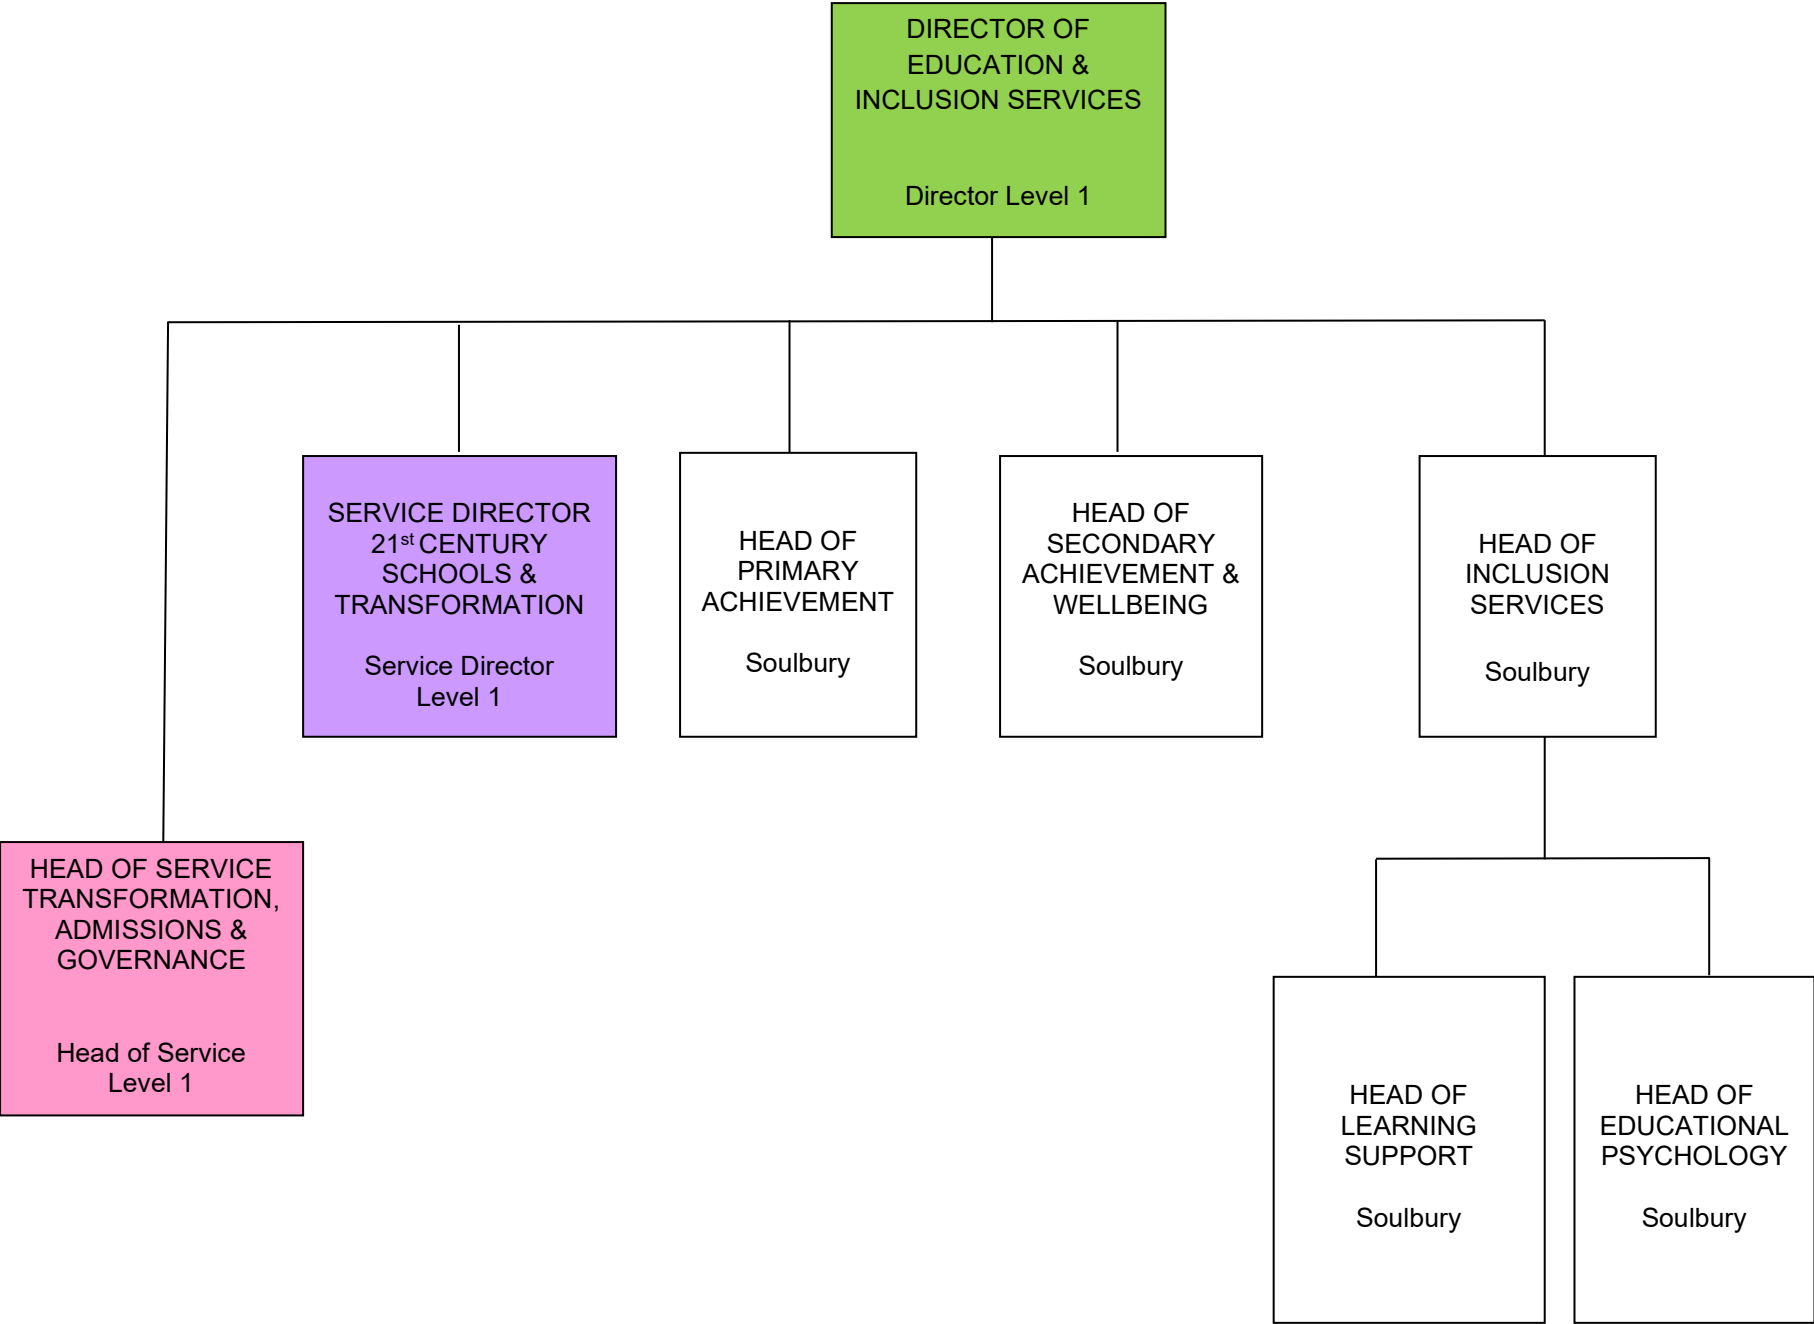 DIRECTOR OF
EDUCATION &
INCLUSION SERVICES
Director Level 1
SERVICE DIRECTOR
21st CENTURY
SCHOOLS &
TRANSFORMATION
Service Director
Level 1
HEAD OF
PRIMARY
ACHIEVEMENT
Soulbury
HEAD OF
SECONDARY
ACHIEVEMENT &
WELLBEING
Soulbury
HEAD OF
INCLUSION
SERVICES
Soulbury
HEAD OF SERVICE
TRANSFORMATION,
ADMISSIONS &
GOVERNANCE
Head of Service
Level 1
HEAD OF
LEARNING
SUPPORT
Soulbury
HEAD OF
EDUCATIONAL
PSYCHOLOGY
Soulbury